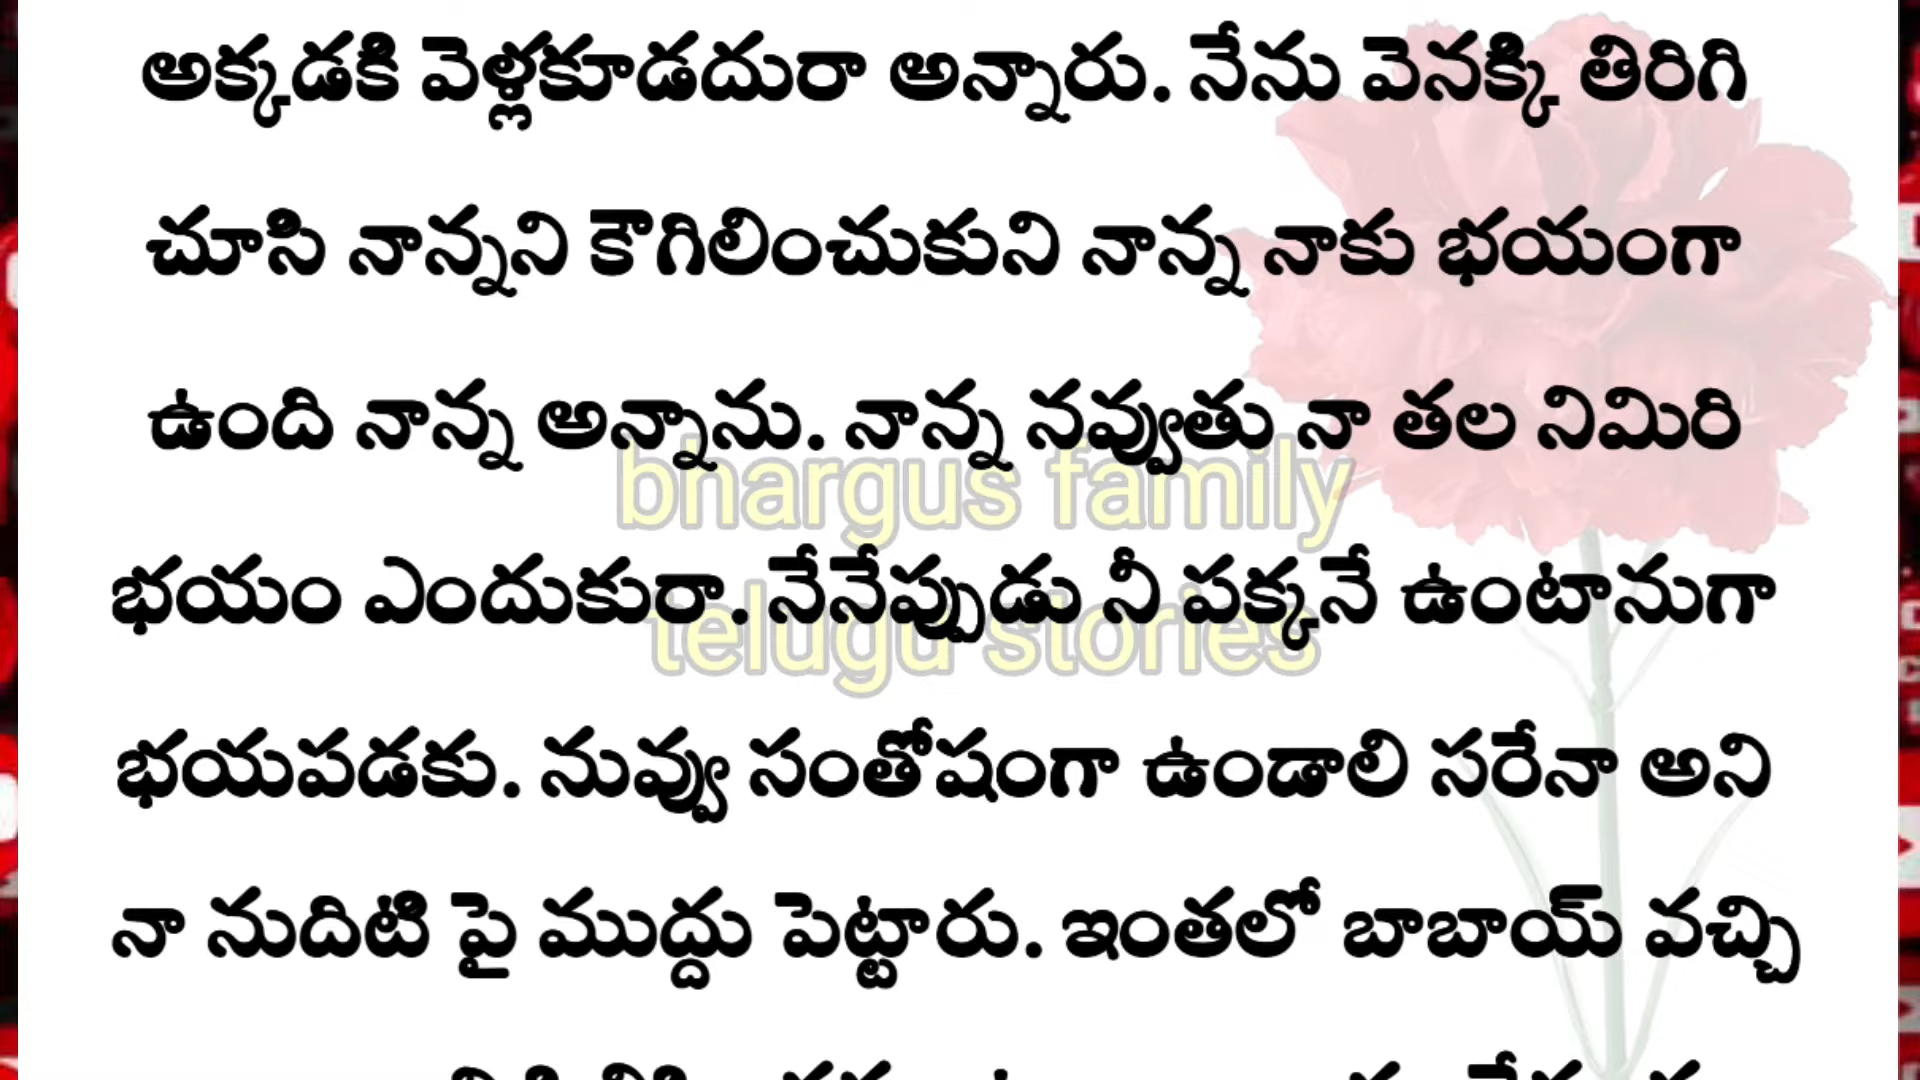 అక్కడకి వెళ్లకూడదురా అన్నారు. నేను వెనక్కి తిరిగి
చూసి నాన్నని కౌగిలించుకుని నాన్న నాకు భయంగా
ఉంది నాన్న అన్నాను. నాన్న నవ్వుతు నా తల నిమిరి
bhargus family
భయం ఎందుకురా. నేనేప్పుడు నీ పక్కనే ఉంటానుగా
telugu stories
భయపడకు. నువ్వు సంతోషంగా ఉండాలి సరేనా అని
నా నుదిటి పై ముద్దు పెట్టారు. ఇంతలో బాబాయ్ వచ్చి